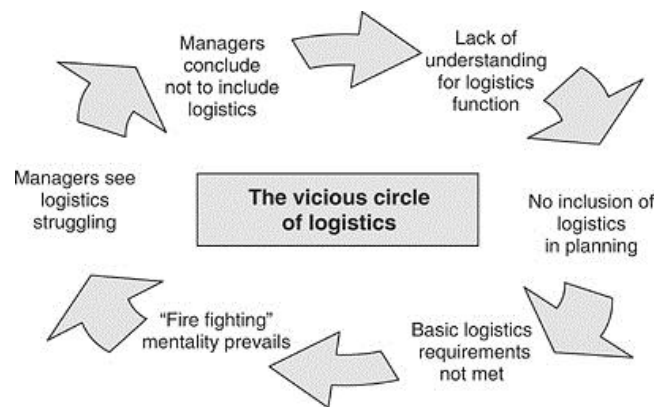 Managers
conclude
not to include
logistics
Lack of
understanding
for logistics
function
No inclusion of
logistics
in planning
Basic logistics
requirements
not met
“Fire fighting”
mentality prevails
Managers see
logistics
struggling
The vicious circle
of logistics